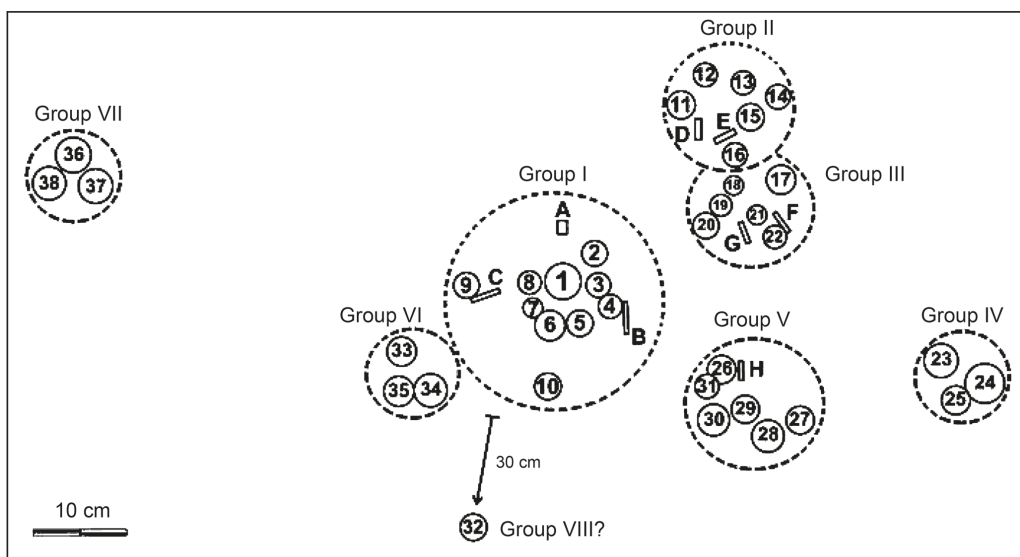 Group II
12
13
14
11
15
E
D
16
Group VII
36
38
37
Group III
17
18
19
20
21
F
G
22
Group I
A
2
1
8
3
9
C
7
4
6
5
B
10
Group VI
33
35
34
Group V
26
H
31
29
30
27
28
Group IV
23
24
25
30 cm
10 cm
32
Group VIII?